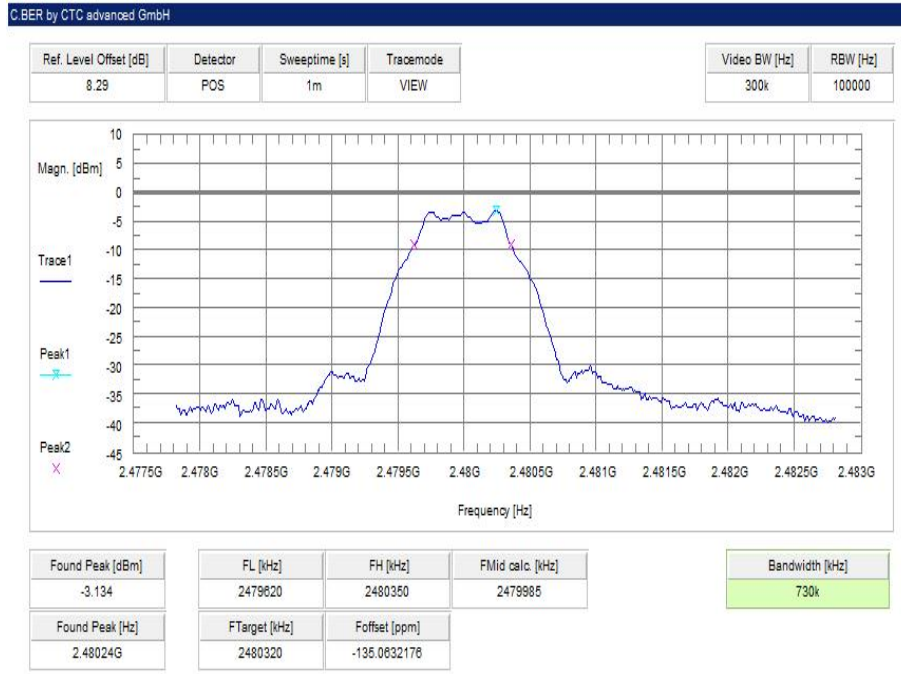 C.BER by CTC advanced GmbH
Ref. Level Offset [dB] Detector Sweeptime [s] Tracemode Video BW [Hz] RBW [Hz]
8.29 POS 1m VIEW 300k 100000
Magn. [dBm]
10
5
0
-5
-10
-15
-20
-25
-30
-35
-40
-45
Trace1
Peak1
Peak2
2.4775G 2.478G 2.4785G 2.479G 2.4795G 2.48G 2.4805G 2.481G 2.4815G 2.482G 2.4825G 2.483G
Frequency [Hz]
Found Peak [dBm] FL [kHz] FH [kHz] FMid calc. [kHz] Bandwidth [kHz]
-3.134 2479620 2480350 2479985 730k
Found Peak [Hz] FTarget [kHz] Foffset [ppm]
2.48024G 2480320 -135.0632176